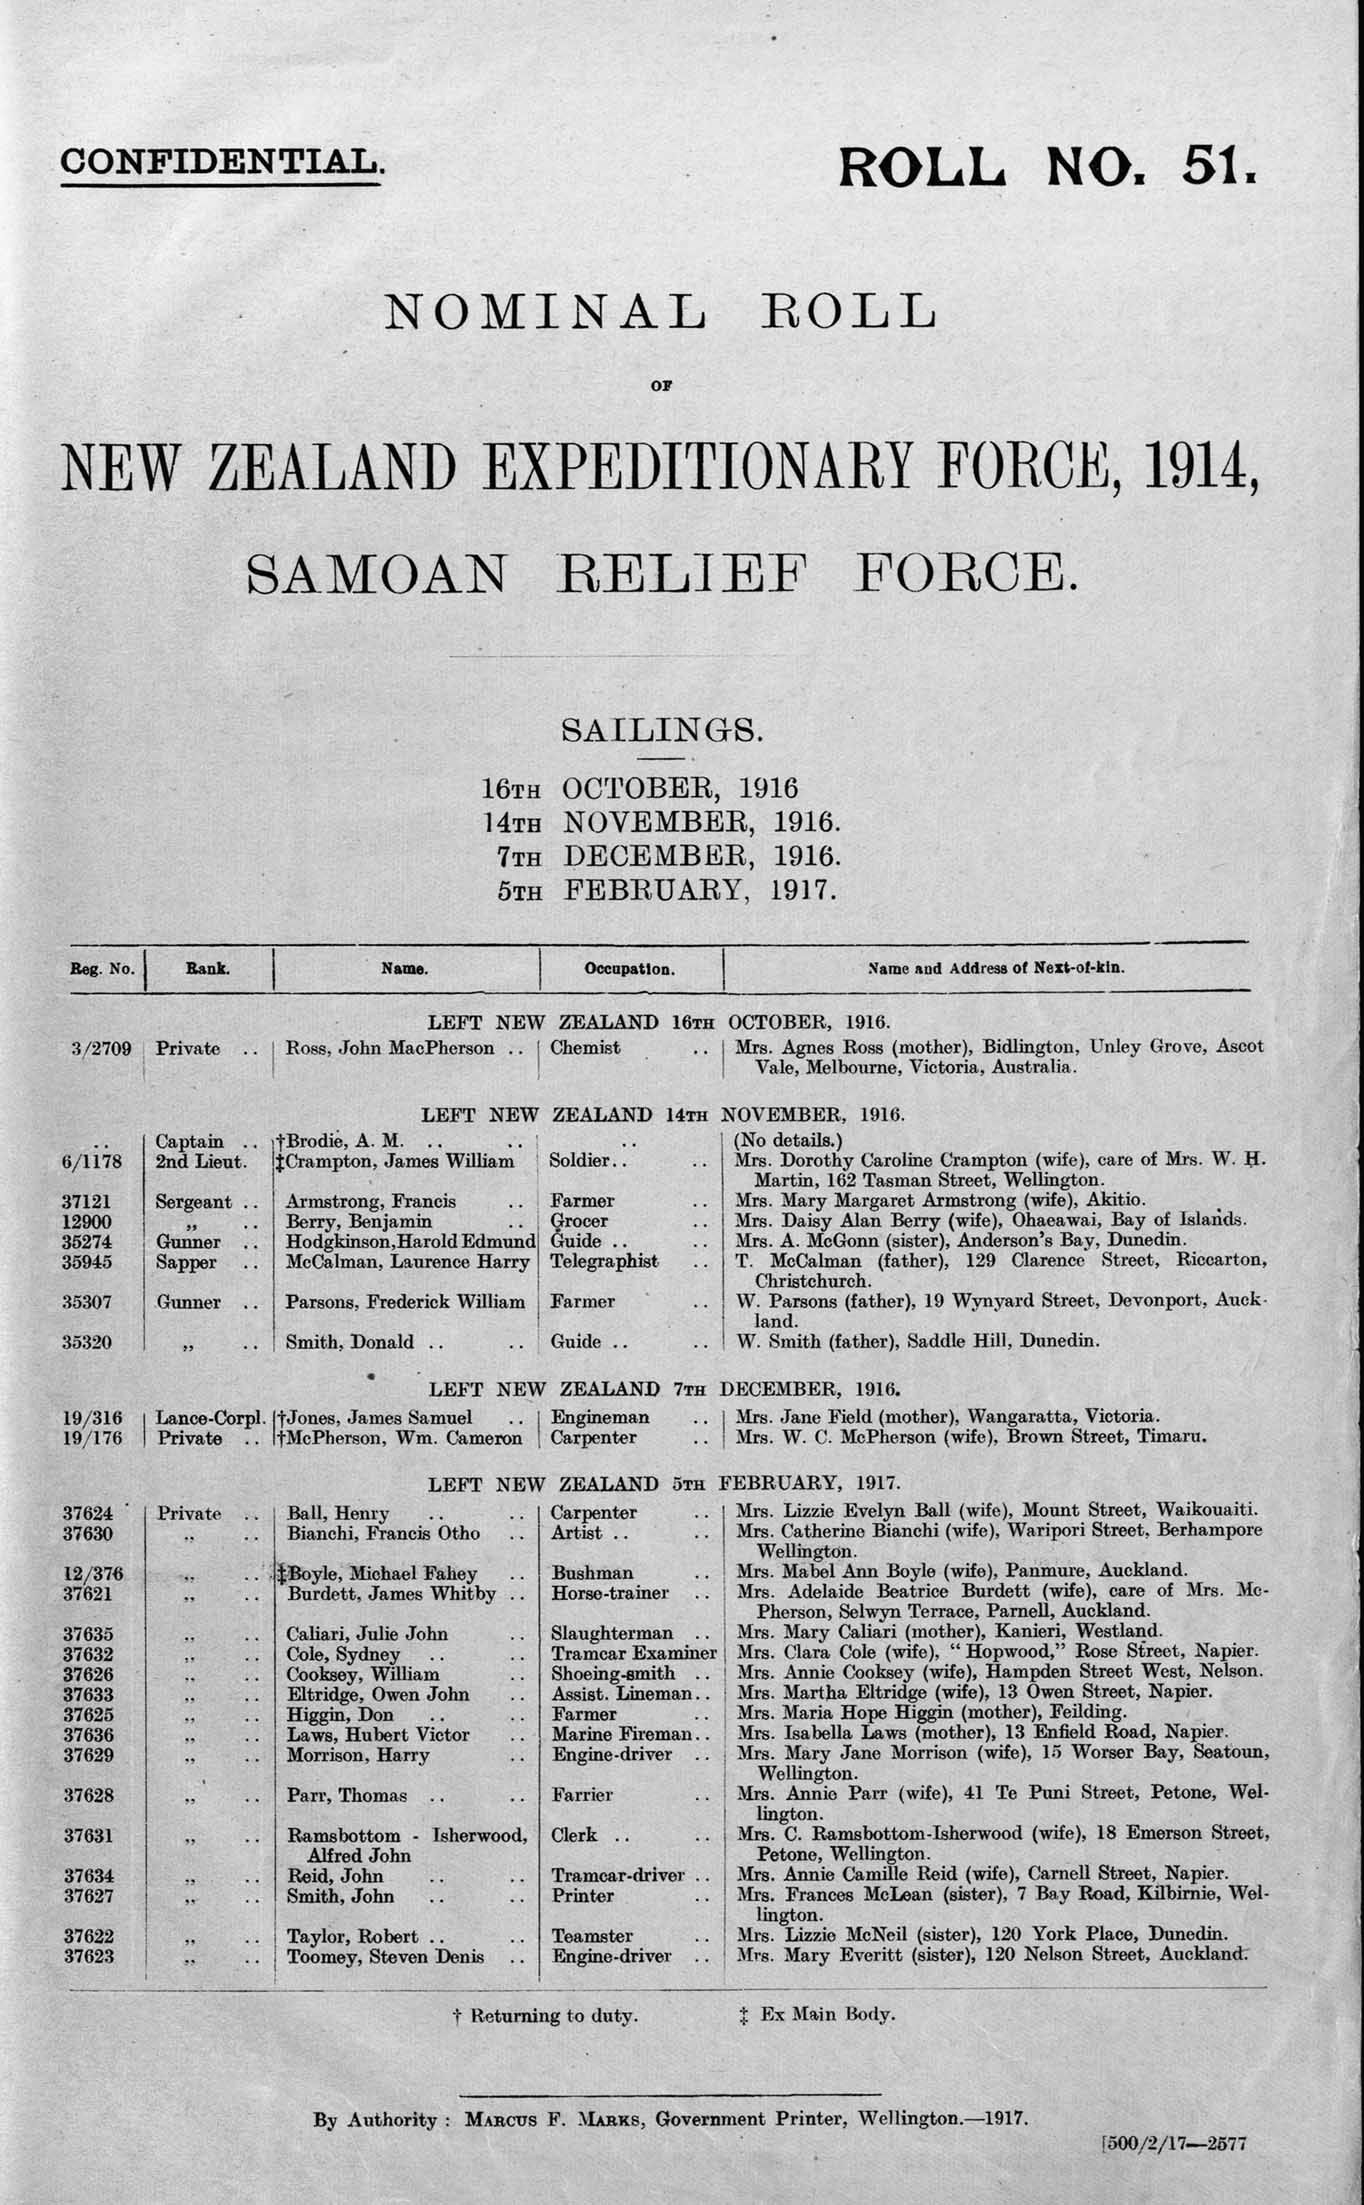 CONFIDENTIAL. ROLL NO. 51.
NOMINAL ROLL
OF
NEW ZEALAND EXPEDITIONARY FORCE, 1914,
SAMOAN RELIEF FORCE.
SAILINGS.
16TH OCTOBER, 1916
14TH NOVEMBER, 1916.
7TH DECEMBER, 1916.
5TH FEBRUARY, 1917.
Reg. No. Rank. Name. Occupation. Name and Address of Next-of-kin.
LEFT NEW ZEALAND 16TH OCTOBER, 1916.
3/2709 Private .. Ross, John MacPherson .. Chemist .. Mrs. Agnes Ross (mother), Bidlington, Unley Grove, Ascot
Vale, Melbourne, Victoria, Australia.
LEFT NEW ZEALAND 14TH NOVEMBER, 1916.
.. Captain .. †Brodie, A. M. .. .. .. (No details.)
6/1178 2nd Lieut. ‡Crampton, James William Soldier.. .. Mrs. Dorothy Caroline Crampton (wife), care of Mrs. W. H.
Martin, 162 Tasman Street, Wellington.
37121 Sergeant .. Armstrong, Francis .. Farmer .. Mrs. Mary Margaret Armstrong (wife), Akitio.
12900 ,, .. Berry, Benjamin .. Grocer .. Mrs. Daisy Alan Berry (wife), Ohaeawai, Bay of Islands.
35274 Gunner .. Hodgkinson, Harold Edmund Guide .. .. Mrs. A. McGonn (sister), Anderson's Bay, Dunedin.
35945 Sapper .. McCalman, Laurence Harry Telegraphist .. T. McCalman (father), 129 Clarence Street, Riccarton,
Christchurch.
35307 Gunner .. Parsons, Frederick William Farmer .. W. Parsons (father), 19 Wynyard Street, Devonport, Auck-
land.
35320 ,, .. Smith, Donald .. .. Guide .. .. W. Smith (father), Saddle Hill, Dunedin.
LEFT NEW ZEALAND 7TH DECEMBER, 1916.
19/316 Lance-Corpl. †Jones, James Samuel .. Engineman .. Mrs. Jane Field (mother), Wangaratta, Victoria.
19/176 Private .. †McPherson, Wm. Cameron Carpenter .. Mrs. W. C. McPherson (wife), Brown Street, Timaru.
LEFT NEW ZEALAND 5TH FEBRUARY, 1917.
37624 Private .. Ball, Henry .. .. Carpenter .. Mrs. Lizzie Evelyn Ball (wife), Mount Street, Waikouaiti.
37630 ,, .. Bianchi, Francis Otho .. Artist .. .. Mrs. Catherine Bianchi (wife), Waripori Street, Berhampore
Wellington.
12/376 ,, .. ‡Boyle, Michael Fahey .. Bushman .. Mrs. Mabel Ann Boyle (wife), Panmure, Auckland.
37621 ,, .. Burdett, James Whitby .. Horse-trainer .. Mrs. Adelaide Beatrice Burdett (wife), care of Mrs. Mc-
Pherson, Selwyn Terrace, Parnell, Auckland.
37635 ,, .. Caliari, Julie John .. Slaughterman .. Mrs. Mary Caliari (mother), Kanieri, Westland.
37632 ,, .. Cole, Sydney .. .. Tramcar Examiner Mrs. Clara Cole (wife), “ Hopwood,” Rose Street, Napier.
37626 ,, .. Cooksey, William .. Shoeing-smith .. Mrs. Annie Cooksey (wife), Hampden Street West, Nelson.
37633 ,, .. Eltridge, Owen John .. Assist. Lineman.. Mrs. Martha Eltridge (wife), 13 Owen Street, Napier.
37625 ,, .. Higgin, Don .. .. Farmer .. Mrs. Maria Hope Higgin (mother), Feilding.
37636 ,, .. Laws, Hubert Victor .. Marine Fireman.. Mrs. Isabella Laws (mother), 13 Enfield Road, Napier.
37629 ,, .. Morrison, Harry .. Engine-driver .. Mrs. Mary Jane Morrison (wife), 15 Worser Bay, Seatoun,
Wellington.
37628 ,, .. Parr, Thomas .. .. Farrier .. Mrs. Annie Parr (wife), 41 Te Puni Street, Petone, Wel-
lington.
37631 ,, .. Ramsbottom - Isherwood, Clerk .. .. Mrs. C. Ramsbottom-Isherwood (wife), 18 Emerson Street,
Alfred John Petone, Wellington.
37634 ,, .. Reid, John .. .. Tramcar-driver .. Mrs. Annie Camille Reid (wife), Carnell Street, Napier.
37627 ,, .. Smith, John .. .. Printer .. Mrs. Frances McLean (sister), 7 Bay Road, Kilbirnie, Wel-
lington.
37622 ,, .. Taylor, Robert .. .. Teamster .. Mrs. Lizzie McNeil (sister), 120 York Place, Dunedin.
37623 ,, .. Toomey, Steven Denis .. Engine-driver .. Mrs. Mary Everitt (sister), 120 Nelson Street, Auckland.
† Returning to duty. ‡ Ex Main Body.
By Authority : MARCUS F. MARKS, Government Printer, Wellington.—1917.
[500/2/17—2577